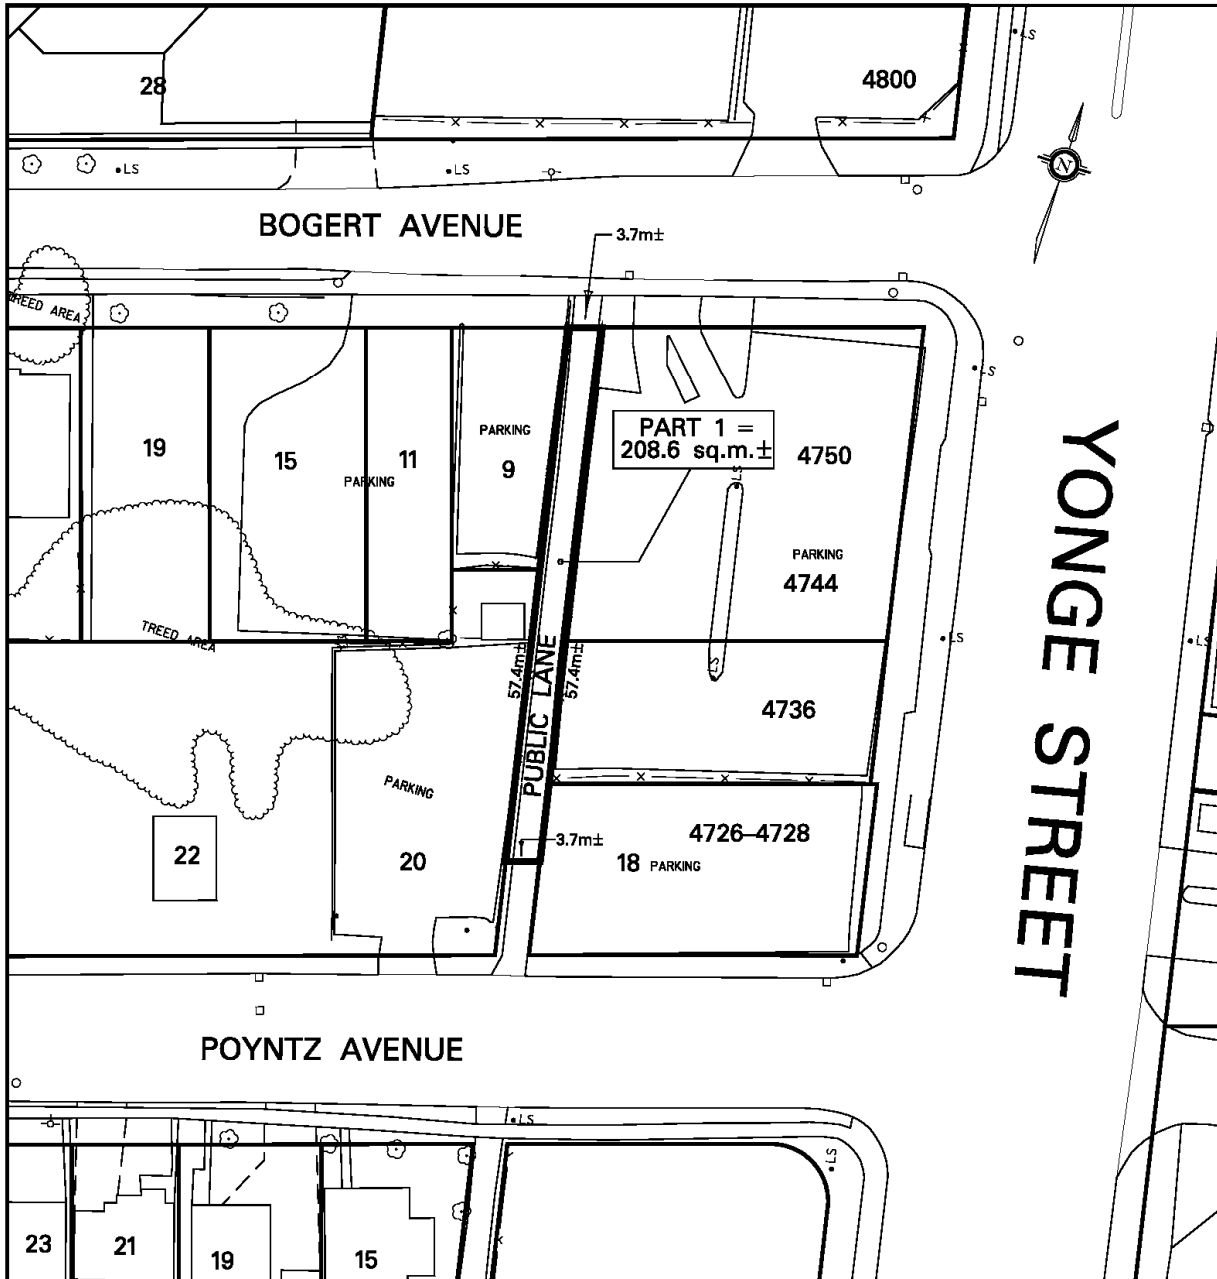 28
4800
LS
LS
LS
N
BOGERT AVENUE
3.7m±
TREED AREA
LS
PART 1 =
208.6 sq.m.±
PARKING
19
15
11
9
4750
PARKING
LS
PARKING
4744
YONGE STREET
TREED AREA
57.4m±
PUBLIC LANE
57.4m±
LS
LS
LS
4736
PARKING
3.7m±
4726–4728
22
20
18 PARKING
POYNTZ AVENUE
LS
LS
23
21
19
15